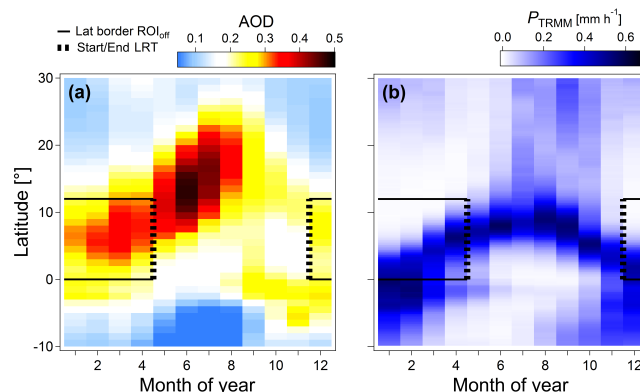 Lat border ROIoff
Start/End LRT
AOD
0.1 0.2 0.3 0.4 0.5
PTRMM [mm h-1]
0.0 0.2 0.4 0.6
(a)
(b)
Latitude [°]
30
20
10
0
-10
2 4 6 8 10 12
2 4 6 8 10 12
Month of year
Month of year